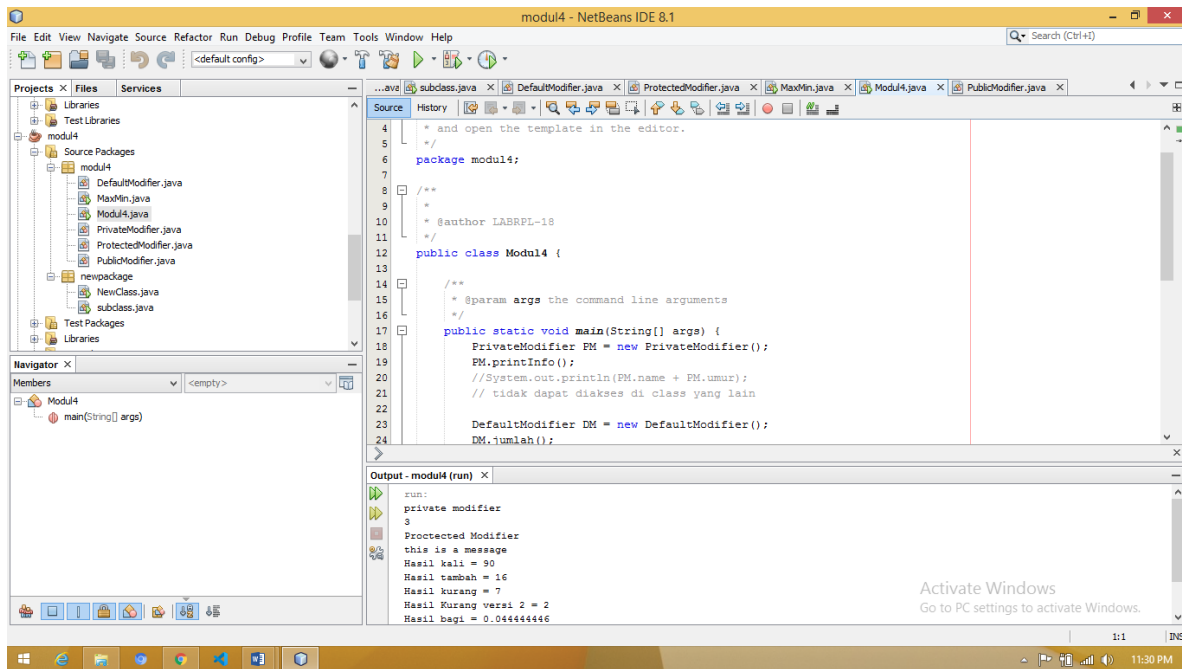 modul4 - NetBeans IDE 8.1
File Edit View Navigate Source Refactor Run Debug Profile Team Tools Window Help
Search (Ctrl+I)
<default config>
Projects Files Services
Libraries
Test Libraries
modul4
Source Packages
modul4
DefaultModifier.java
MaxMin.java
Modul4.java
PrivateModifier.java
ProtectedModifier.java
PublicModifier.java
newpackage
NewClass.java
subclass.java
Test Packages
Libraries
Navigator
Members <empty>
Modul4
main(String[] args)
...ava subclass.java DefaultModifier.java ProtectedModifier.java MaxMin.java Modul4.java PublicModifier.java
Source History
4 * and open the template in the editor.
5 */
6 package modul4;
7
8 /**
9 *
10 * @author LABRPL-18
11 */
12 public class Modul4 {
13
14 /**
15 * @param args the command line arguments
16 */
17 public static void main(String[] args) {
18 PrivateModifier PM = new PrivateModifier();
19 PM.printInfo();
20 //System.out.println(PM.name + PM.umur);
21 // tidak dapat diakses di class yang lain
22
23 DefaultModifier DM = new DefaultModifier();
24 DM.jumlah();
Output - modul4 (run)
run:
private modifier
3
Proctected Modifier
this is a message
Hasil kali = 90
Hasil tambah = 16
Hasil kurang = 7
Hasil Kurang versi 2 = 2
Hasil bagi = 0.044444446
Activate Windows
Go to PC settings to activate Windows.
1:1 INS
11:30 PM